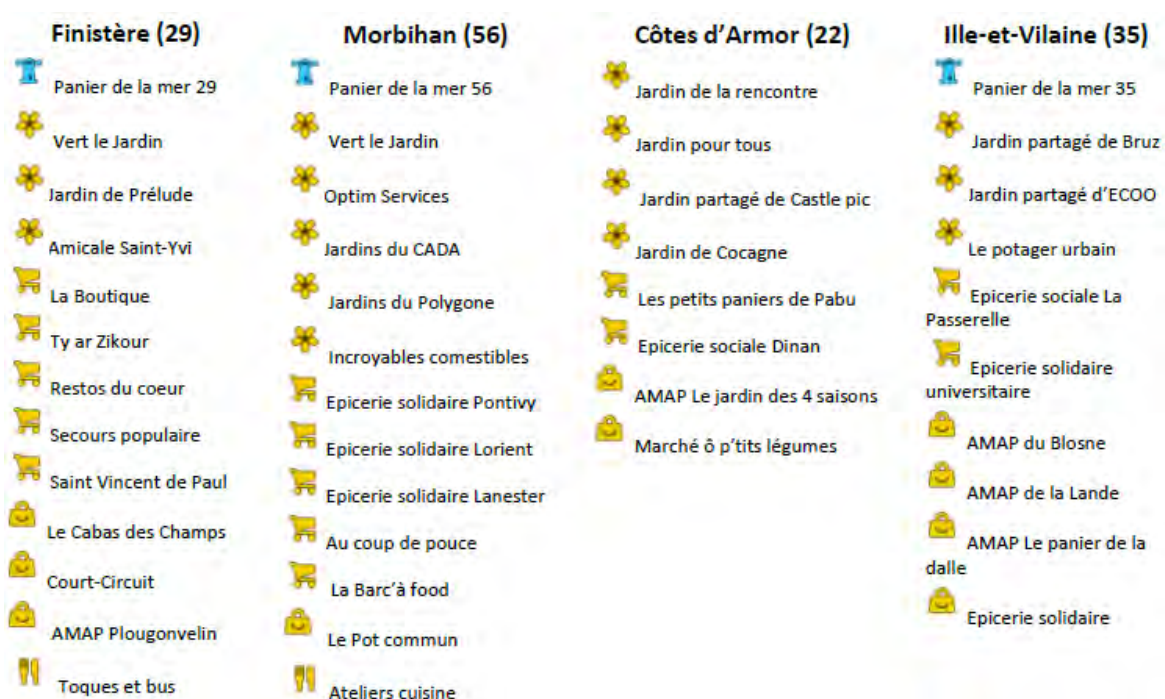 Finistère (29)
Panier de la mer 29
Vert le Jardin
Jardin de Prélude
Amicale Saint-Yvi
La Boutique
Ty ar Zikour
Restos du coeur
Secours populaire
Saint Vincent de Paul
Le Cabas des Champs
Court-Circuit
AMAP Plougonvelin
Toques et bus
Morbihan (56)
Panier de la mer 56
Vert le Jardin
Optim Services
Jardins du CADA
Jardins du Polygone
Incroyables comestibles
Epicerie solidaire Pontivy
Epicerie solidaire Lorient
Epicerie solidaire Lanester
Au coup de pouce
La Barc'à food
Le Pot commun
Ateliers cuisine
Côtes d'Armor (22)
Jardin de la rencontre
Jardin pour tous
Jardin partagé de Castle pic
Jardin de Cocagne
Les petits paniers de Pabu
Epicerie sociale Dinan
AMAP Le jardin des 4 saisons
Marché ô p'tits légumes
Ille-et-Vilaine (35)
Panier de la mer 35
Jardin partagé de Bruz
Jardin partagé d'ECOO
Le potager urbain
Epicerie sociale La
Passerelle
Epicerie solidaire
universitaire
AMAP du Blosne
AMAP de la Lande
AMAP Le panier de la
dalle
Epicerie solidaire